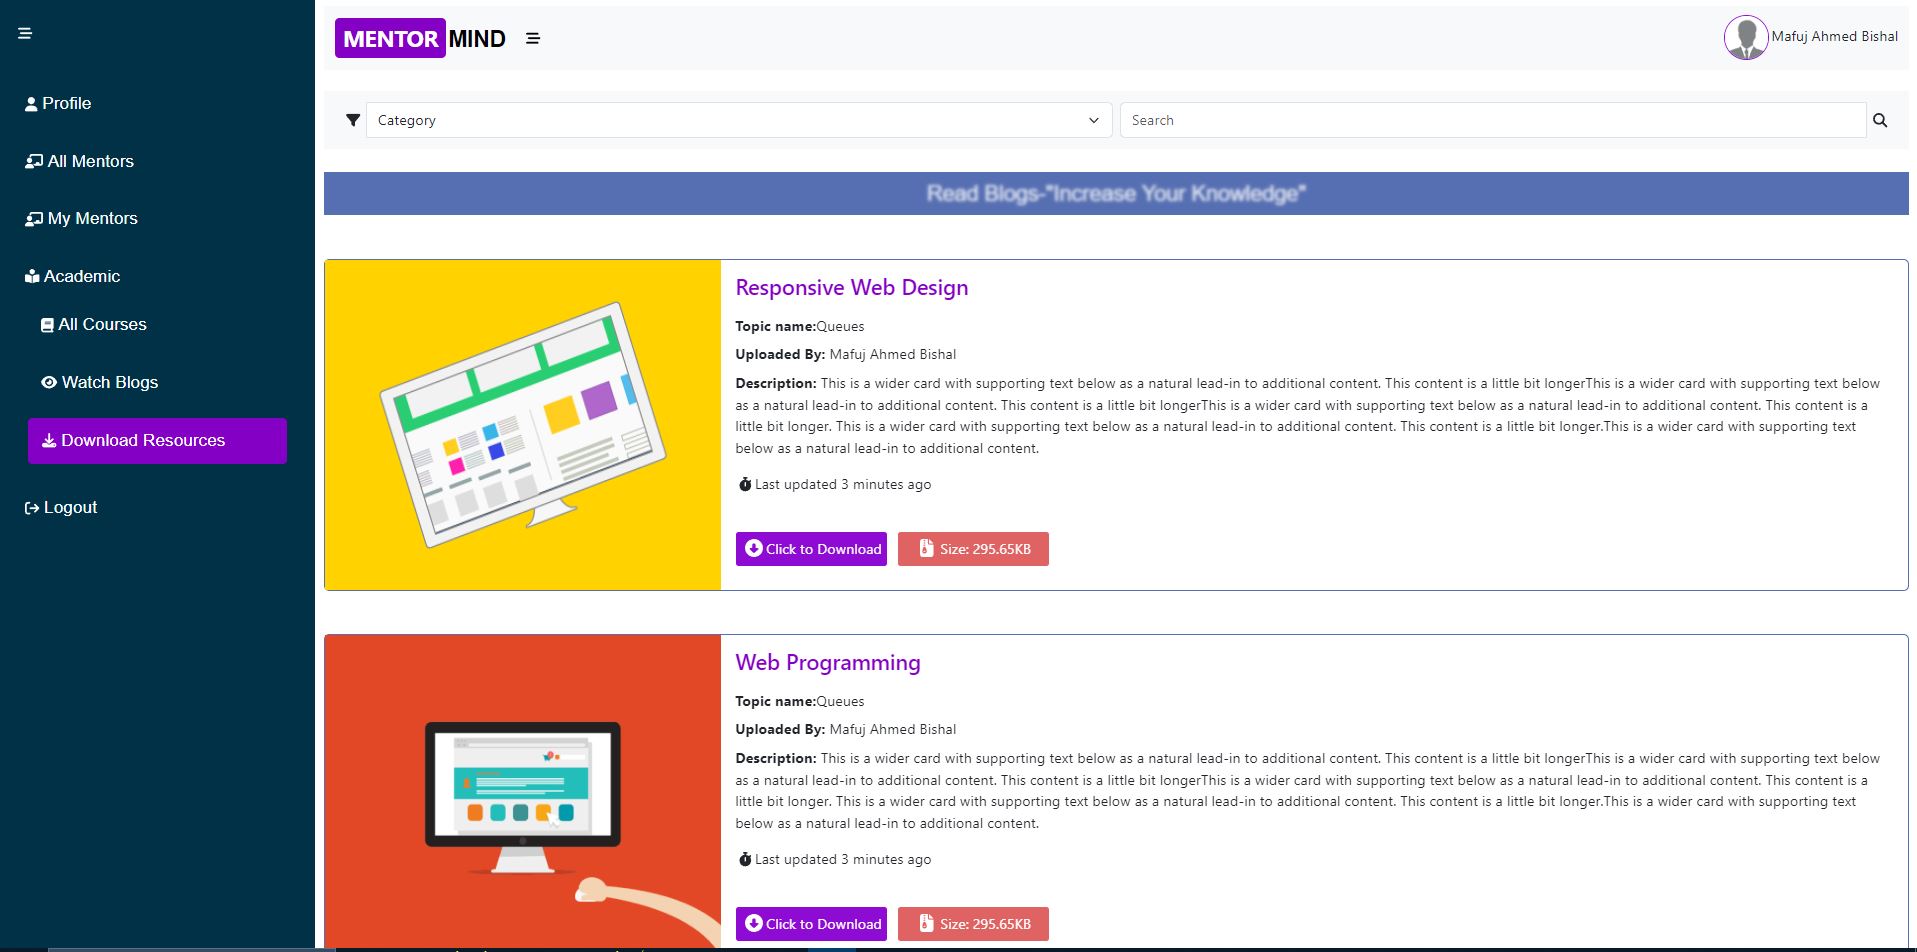 MENTOR MIND
Mafuj Ahmed Bishal
Profile
All Mentors
My Mentors
Academic
All Courses
Watch Blogs
Download Resources
Logout
Category
Search
Read Blogs-"Increase Your Knowledge"
Responsive Web Design
Topic name:Queues
Uploaded By: Mafuj Ahmed Bishal
Description: This is a wider card with supporting text below as a natural lead-in to additional content. This content is a little bit longerThis is a wider card with supporting text below
as a natural lead-in to additional content. This content is a little bit longerThis is a wider card with supporting text below as a natural lead-in to additional content. This content is a
little bit longer. This is a wider card with supporting text below as a natural lead-in to additional content. This content is a little bit longer.This is a wider card with supporting text
below as a natural lead-in to additional content.
Last updated 3 minutes ago
Click to Download
Size: 295.65KB
Web Programming
Topic name:Queues
Uploaded By: Mafuj Ahmed Bishal
Description: This is a wider card with supporting text below as a natural lead-in to additional content. This content is a little bit longerThis is a wider card with supporting text below
as a natural lead-in to additional content. This content is a little bit longerThis is a wider card with supporting text below as a natural lead-in to additional content. This content is a
little bit longer. This is a wider card with supporting text below as a natural lead-in to additional content. This content is a little bit longer.This is a wider card with supporting text
below as a natural lead-in to additional content.
Last updated 3 minutes ago
Click to Download
Size: 295.65KB